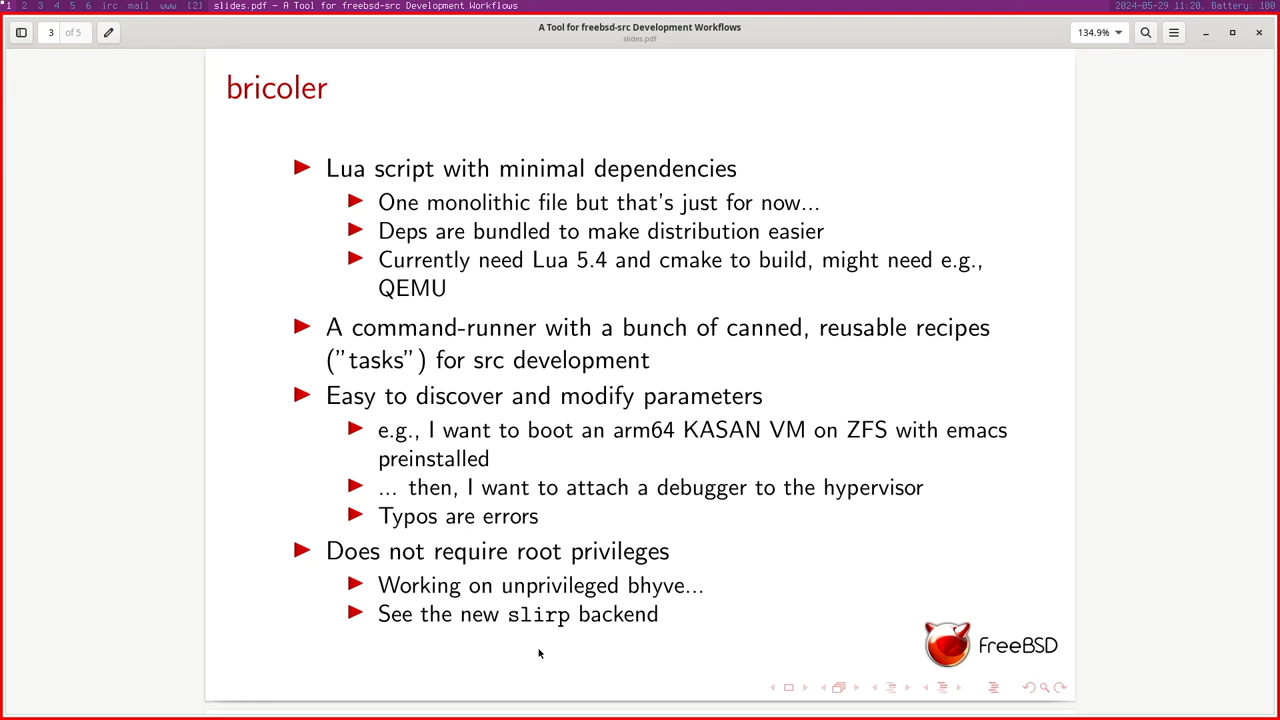 1 2 3 4 5 6 irc mail www [2] slides.pdf - A Tool for freebsd-src Development Workflows 2024-05-29 11:20, Battery: 100
3 of 5 A Tool for freebsd-src Development Workflows 134.9%
slides.pdf
bricoler
Lua script with minimal dependencies
One monolithic file but that's just for now...
Deps are bundled to make distribution easier
Currently need Lua 5.4 and cmake to build, might need e.g.,
QEMU
A command-runner with a bunch of canned, reusable recipes
("tasks") for src development
Easy to discover and modify parameters
e.g., I want to boot an arm64 KASAN VM on ZFS with emacs
preinstalled
... then, I want to attach a debugger to the hypervisor
Typos are errors
Does not require root privileges
Working on unprivileged bhyve...
See the new slirp backend
FreeBSD